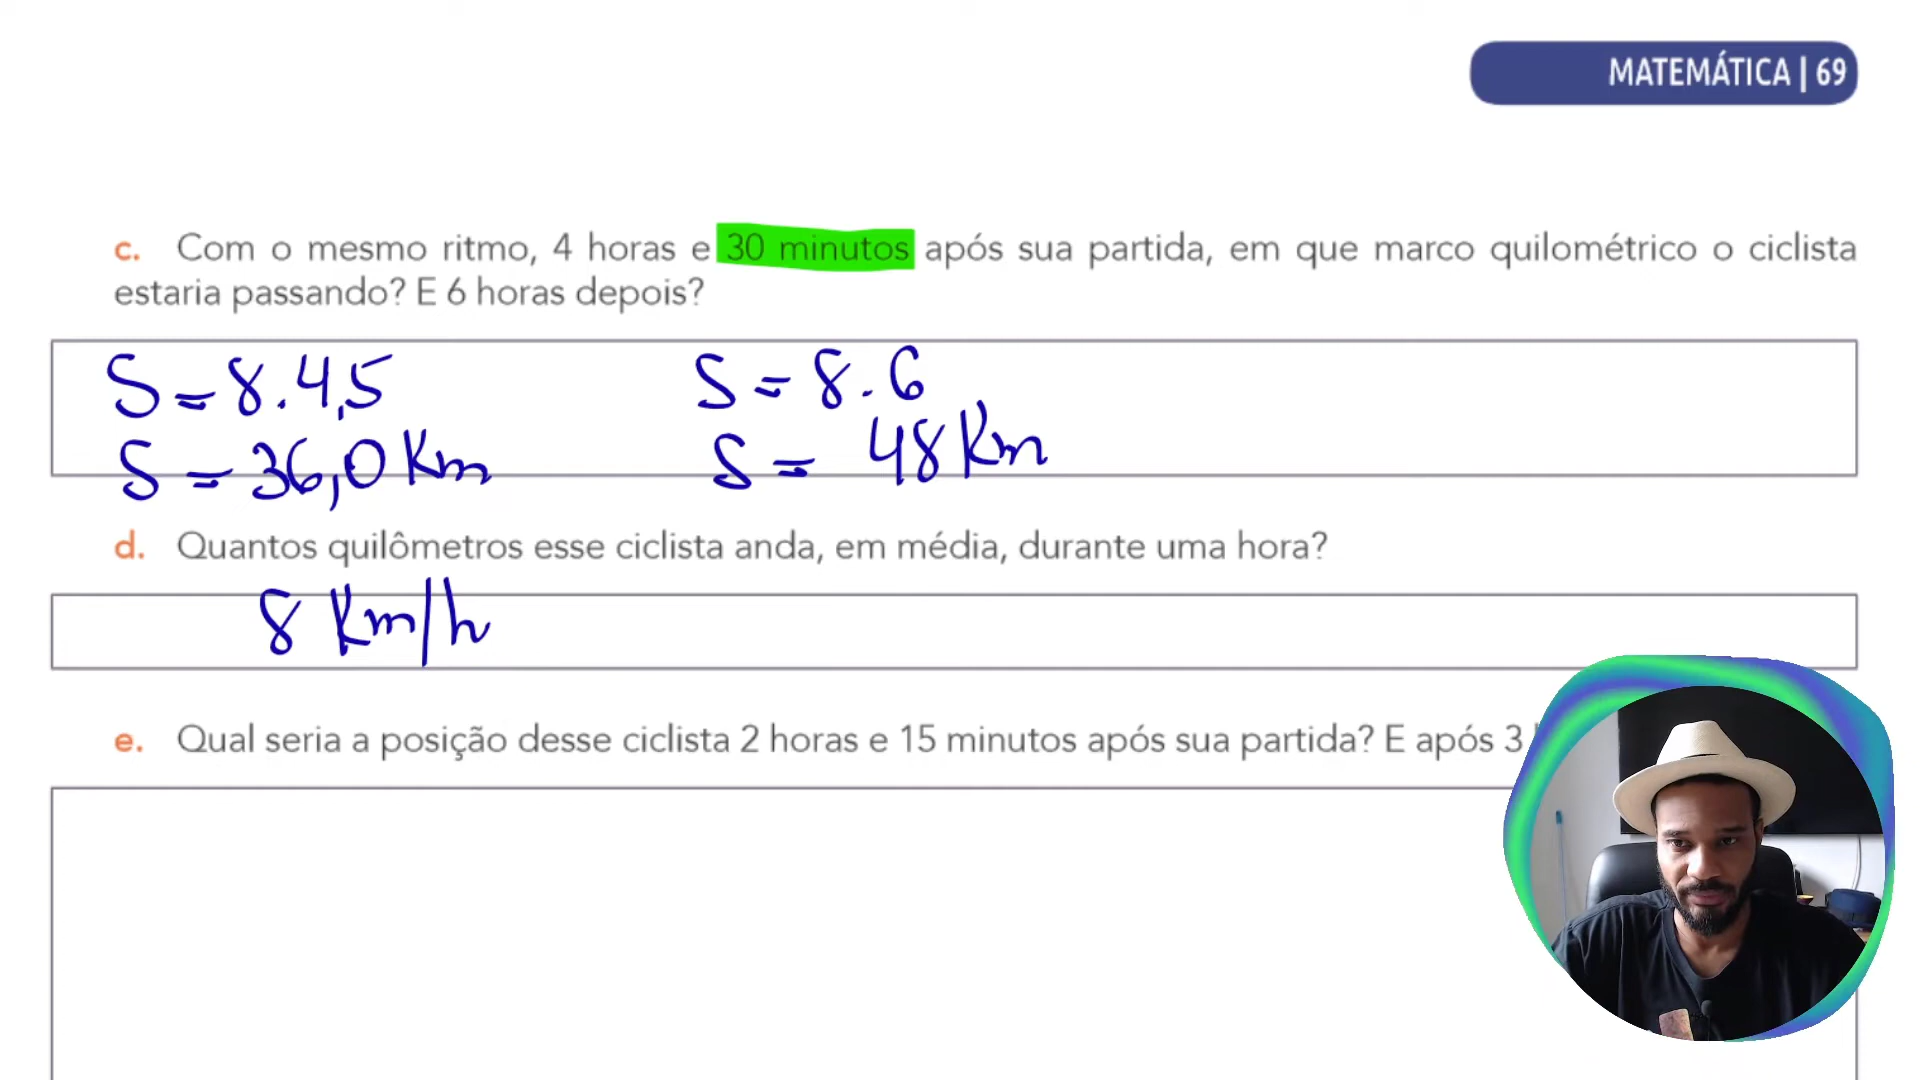 MATEMÁTICA | 69
c. Com o mesmo ritmo, 4 horas e 30 minutos após sua partida, em que marco quilométrico o ciclista
estaria passando? E 6 horas depois?
S = 8.4,5
S = 36,0 Km
S = 8.6
S = 48 Km
d. Quantos quilômetros esse ciclista anda, em média, durante uma hora?
8 Km/h
e. Qual seria a posição desse ciclista 2 horas e 15 minutos após sua partida? E após 3